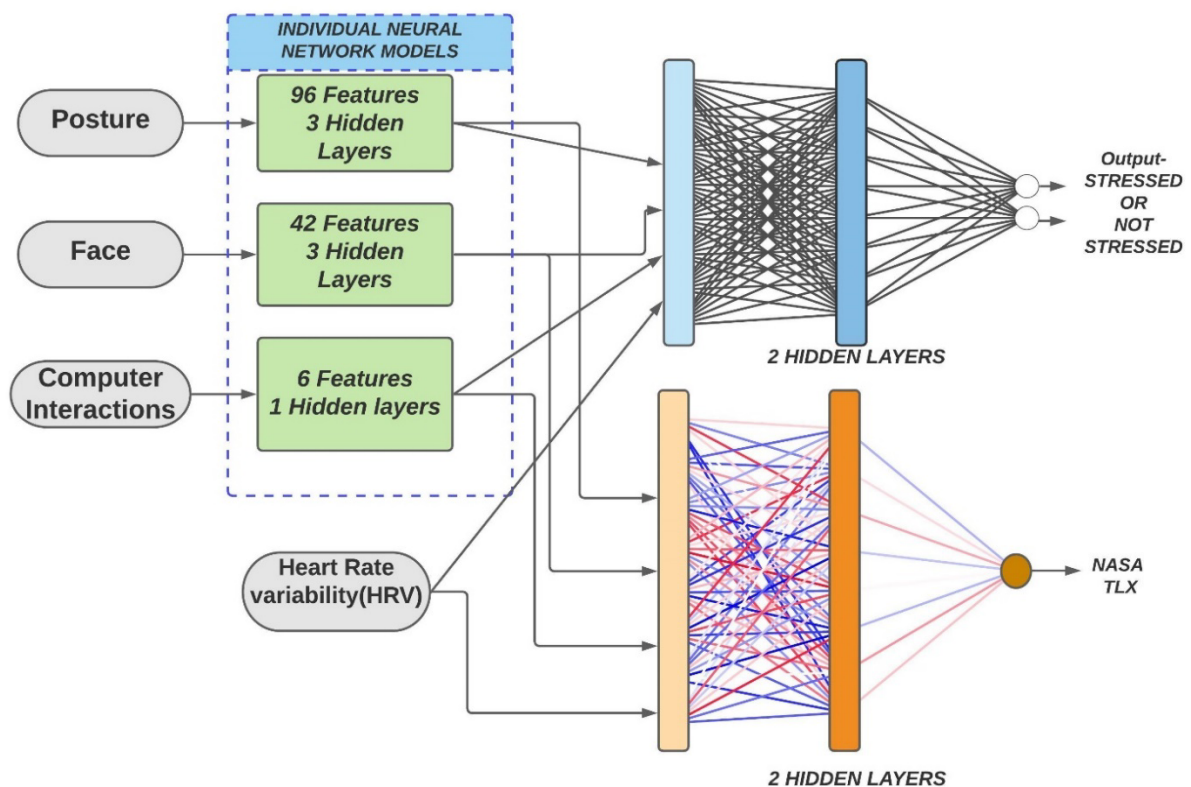 INDIVIDUAL NEURAL
NETWORK MODELS
Posture
96 Features
3 Hidden
Layers
Face
42 Features
3 Hidden
Layers
Computer
Interactions
6 Features
1 Hidden layers
Heart Rate
variability(HRV)
Output-
STRESSED
OR
NOT
STRESSED
2 HIDDEN LAYERS
NASA
TLX
2 HIDDEN LAYERS